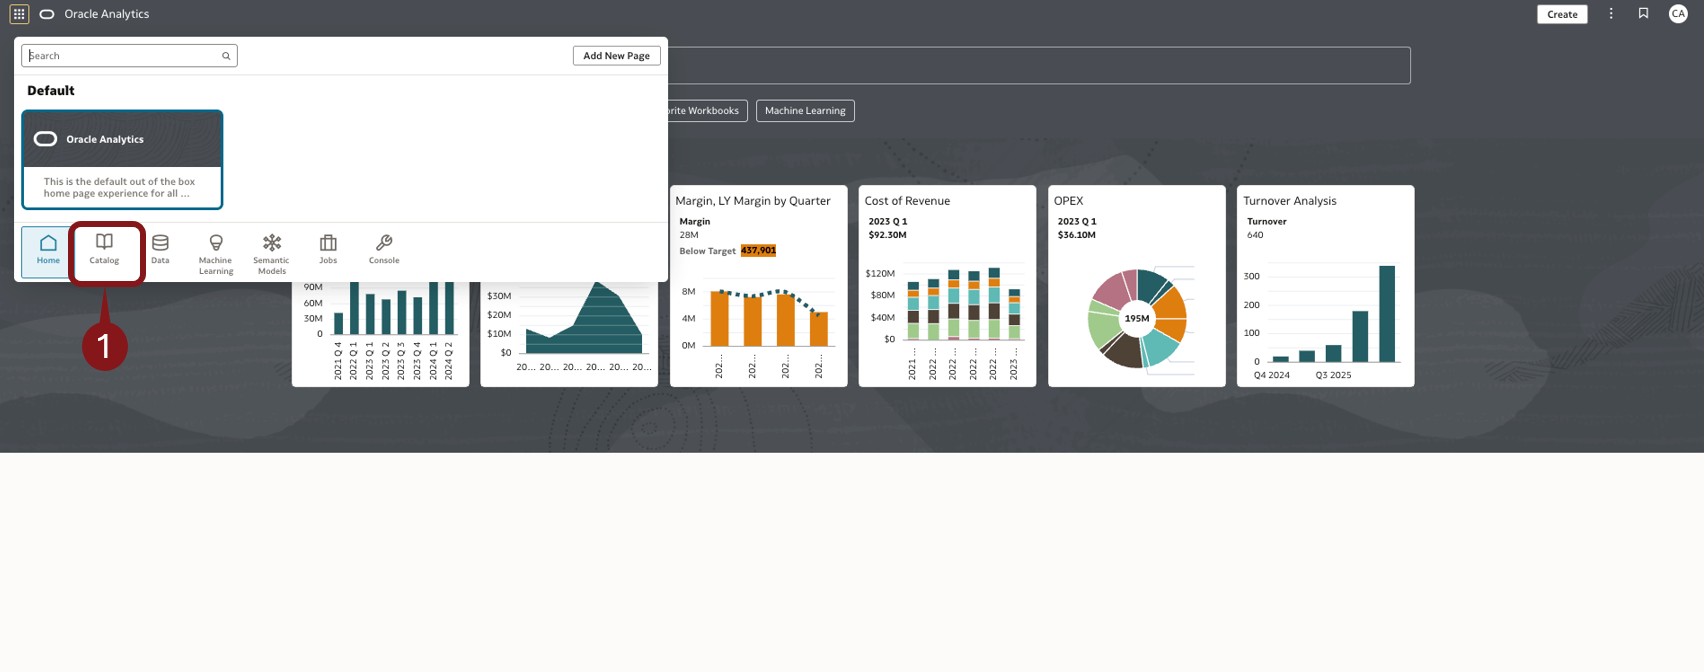 Oracle Analytics
Create
CA
Search
Add New Page
Default
Oracle Analytics
This is the default out of the box
home page experience for all ...
Home
Catalog
Data
Machine
Learning
Semantic
Models
Jobs
Console
1
orite Workbooks
Machine Learning
90M
60M
30M
0
2021 Q 4
2022 Q 1
2023 Q 1
2023 Q 2
2023 Q 3
2023 Q 4
2024 Q 1
2024 Q 2
$30M
$20M
$10M
$0
20... 20... 20... 20... 20... 20...
Margin, LY Margin by Quarter
Margin
28M
Below Target 437,901
8M
4M
0M
202...
202...
202...
202...
Cost of Revenue
2023 Q 1
$92.30M
$120M
$80M
$40M
$0
2021 ...
2022 ...
2022 ...
2022 ...
2022 ...
2023 ...
OPEX
2023 Q 1
$36.10M
195M
Turnover Analysis
Turnover
640
300
200
100
0
Q4 2024 Q3 2025